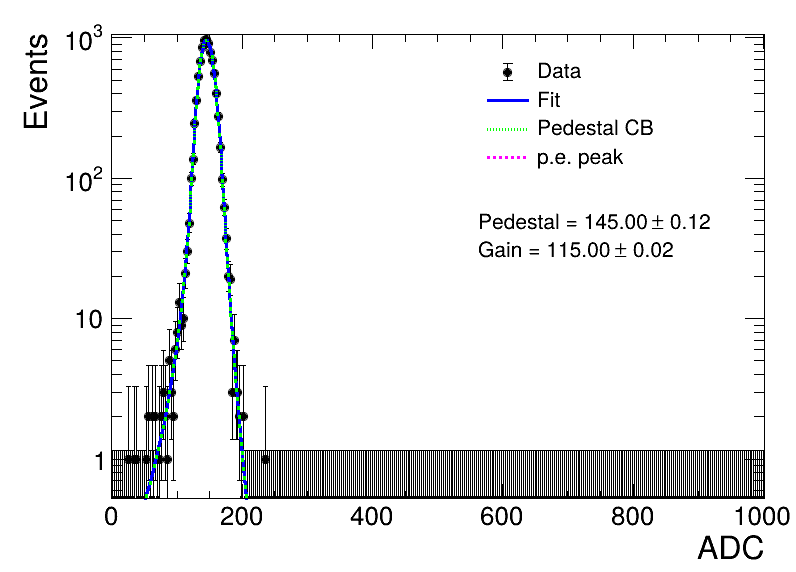 Events
10³
10²
10
1
Data
Fit
Pedestal CB
p.e. peak
Pedestal = 145.00 ± 0.12
Gain = 115.00 ± 0.02
0 200 400 600 800 1000
ADC